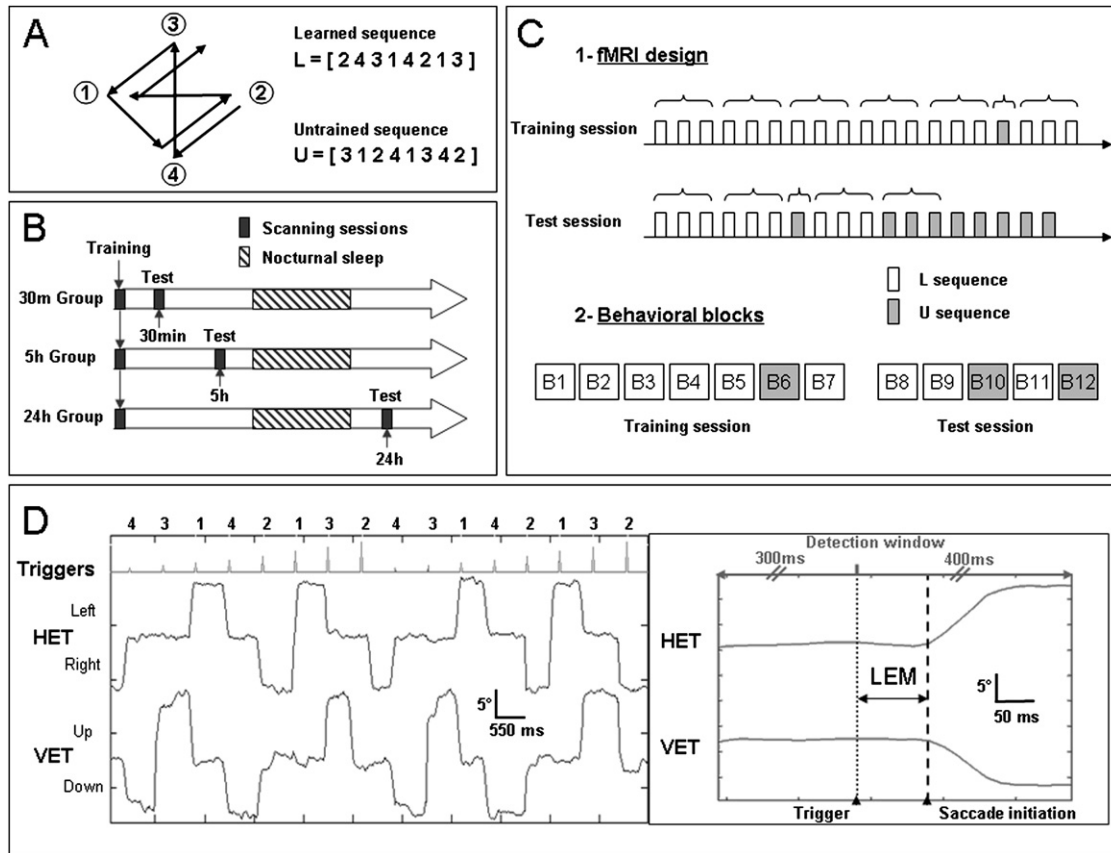 A
3
1
2
4
Learned sequence
L = [ 2 4 3 1 4 2 1 3 ]
Untrained sequence
U = [ 3 1 2 4 1 3 4 2 ]
B
Scanning sessions
Nocturnal sleep
Training
Test
30m Group
30min
Test
5h Group
5h
Test
24h Group
24h
C
1- fMRI design
Training session
Test session
L sequence
U sequence
2- Behavioral blocks
B1 B2 B3 B4 B5 B6 B7
B8 B9 B10 B11 B12
Training session
Test session
D
4 3 1 4 2 1 3 2 4 3 1 4 2 1 3 2
Triggers
Left
HET
Right
Up
VET
Down
5°
550 ms
Detection window
300ms
400ms
HET
LEM
5°
50 ms
VET
Trigger
Saccade initiation